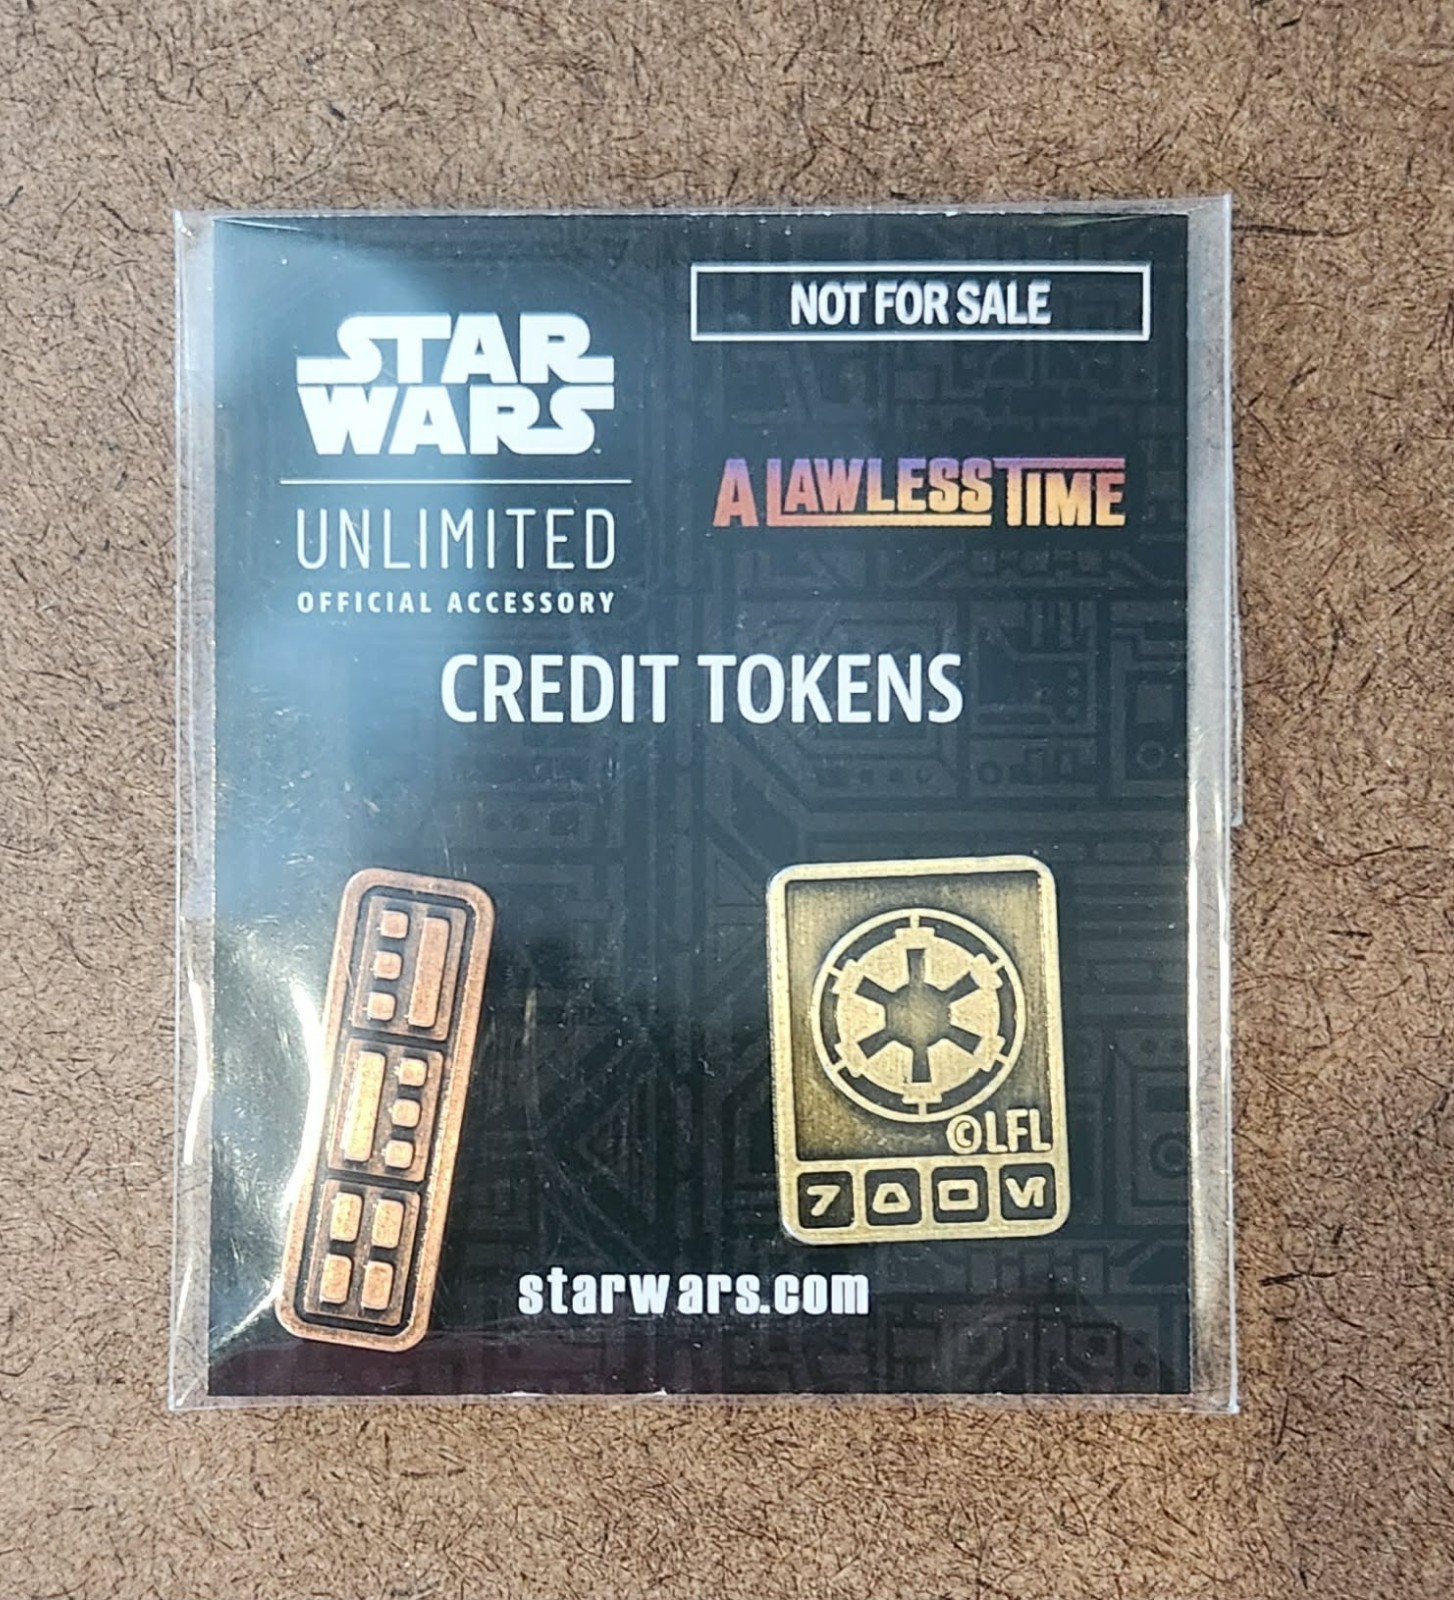 NOT FOR SALE
STAR
WARS
UNLIMITED
OFFICIAL ACCESSORY
A LAWLESS TIME
CREDIT TOKENS
©LFL
starwars.com